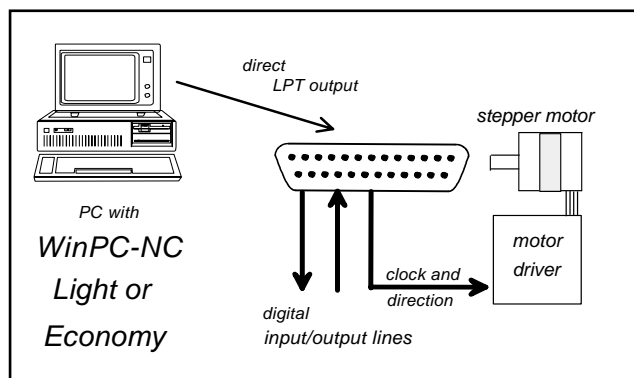 direct
LPT output
stepper motor
PC with
WinPC-NC
Light or
Economy
motor
driver
clock and
direction
digital
input/output lines